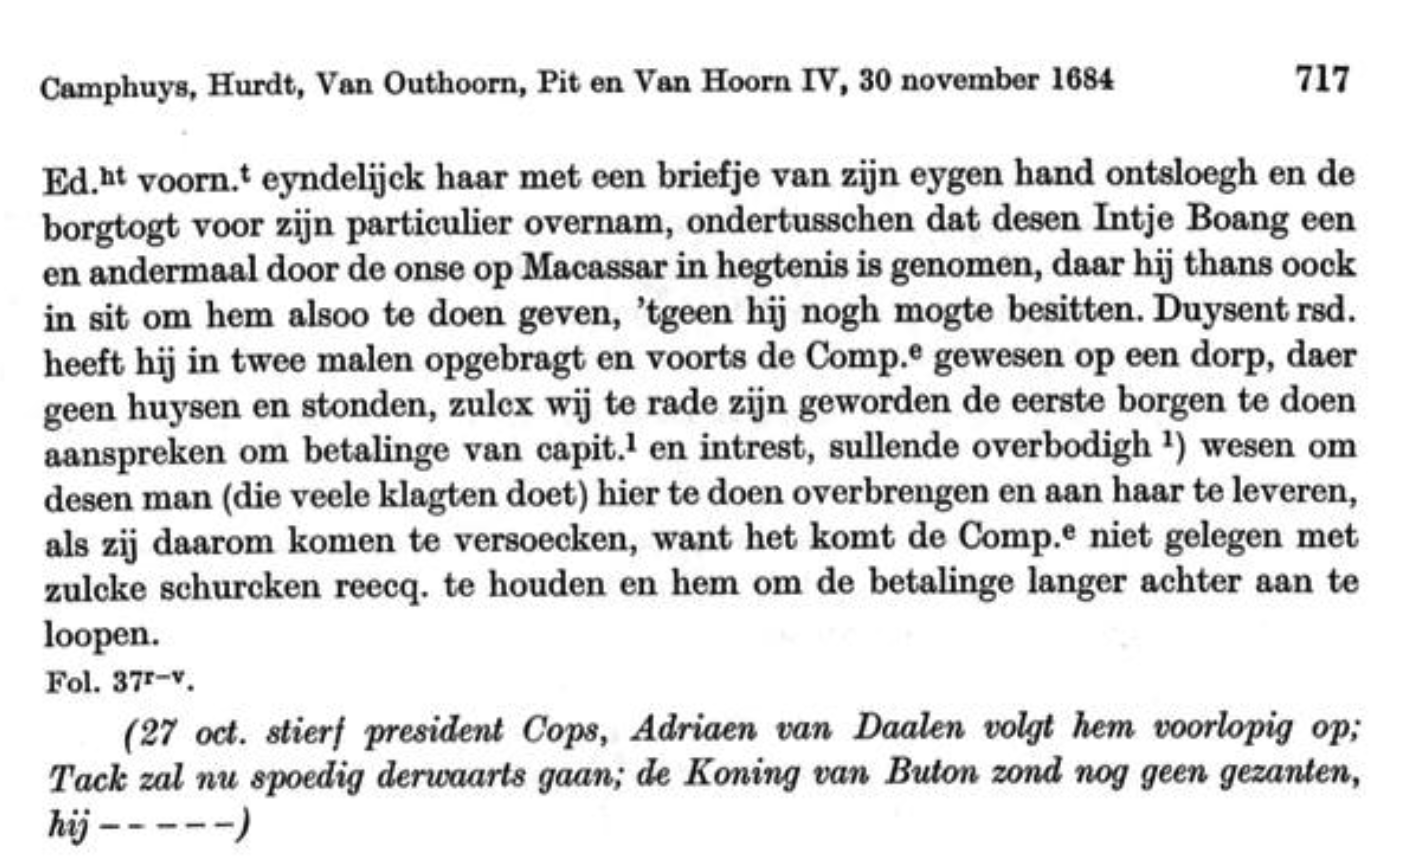 Camphuys, Hurdt, Van Outhoorn, Pit en Van Hoorn IV, 30 november 1684 717
Ed.ʰᵗ voorn.ᵗ eyndelijck haar met een briefje van zijn eygen hand ontsloegh en de
borgtogt voor zijn particulier overnam, ondertusschen dat desen Intje Boang een
en andermaal door de onse op Macassar in hegtenis is genomen, daar hij thans oock
in sit om hem alsoo te doen geven, 'tgeen hij nogh mogte besitten. Duysent rsd.
heeft hij in twee malen opgebragt en voorts de Comp.ᵉ gewesen op een dorp, daer
geen huysen en stonden, zulcx wij te rade zijn geworden de eerste borgen te doen
aanspreken om betalinge van capit.ˡ en intrest, sullende overbodigh ¹) wesen om
desen man (die veele klagten doet) hier te doen overbrengen en aan haar te leveren,
als zij daarom komen te versoecken, want het komt de Comp.ᵉ niet gelegen met
zulcke schurcken reecq. te houden en hem om de betalinge langer achter aan te
loopen.
Fol. 37ʳ⁻ᵛ.
(27 oct. stierf president Cops, Adriaen van Daalen volgt hem voorlopig op;
Tack zal nu spoedig derwaarts gaan; de Koning van Buton zond nog geen gezanten,
hij – – – – – –)